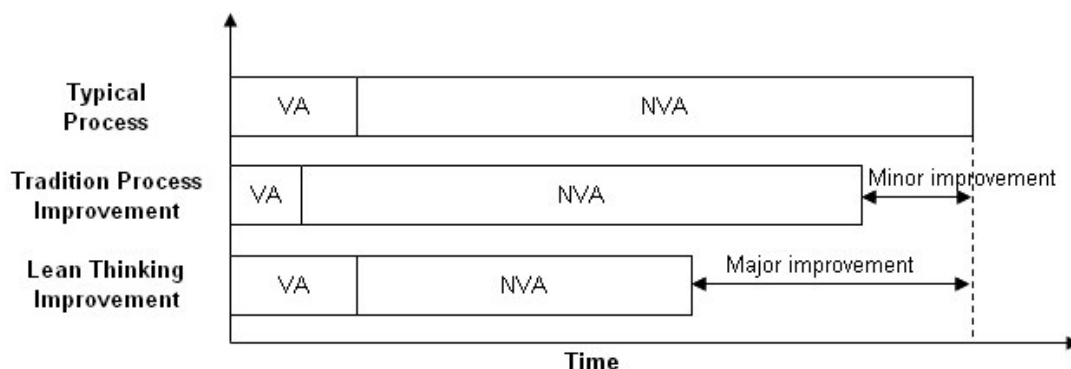 Typical
Process
VA
NVA
Tradition Process
Improvement
VA
NVA
Minor improvement
Lean Thinking
Improvement
VA
NVA
Major improvement
Time